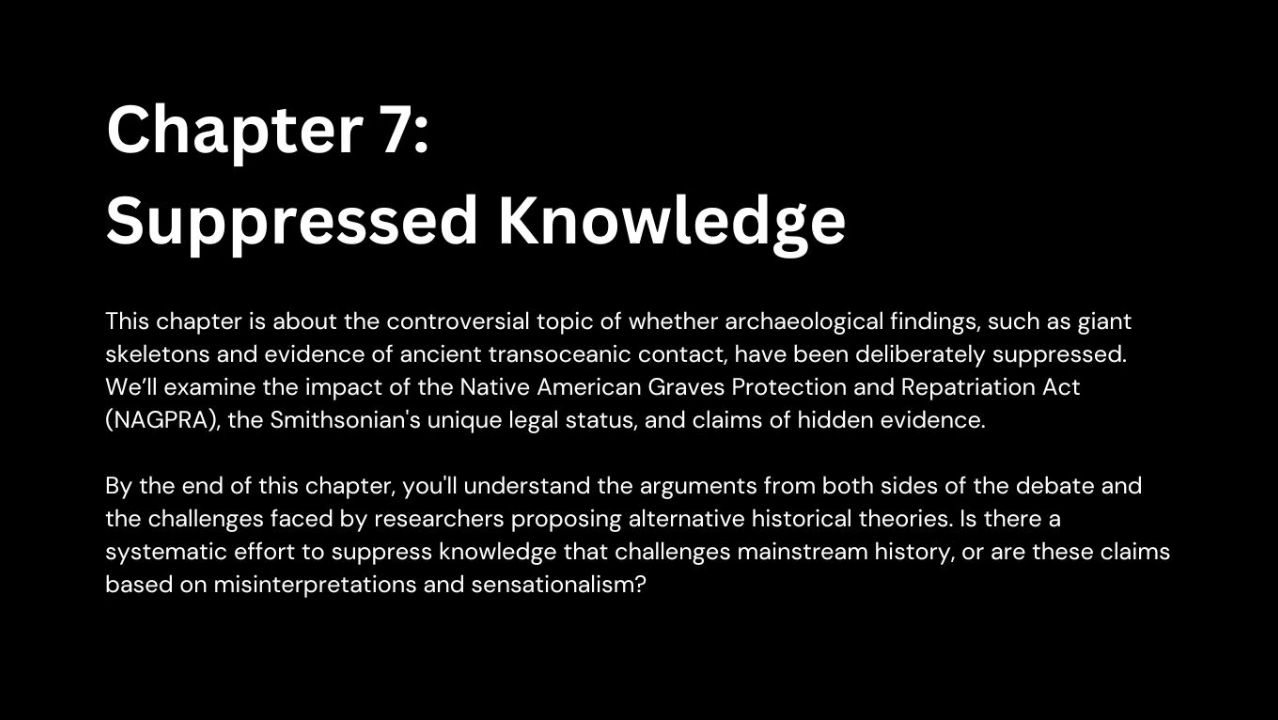 Chapter 7:
Suppressed Knowledge
This chapter is about the controversial topic of whether archaeological findings, such as giant
skeletons and evidence of ancient transoceanic contact, have been deliberately suppressed.
We’ll examine the impact of the Native American Graves Protection and Repatriation Act
(NAGPRA), the Smithsonian's unique legal status, and claims of hidden evidence.
By the end of this chapter, you'll understand the arguments from both sides of the debate and
the challenges faced by researchers proposing alternative historical theories. Is there a
systematic effort to suppress knowledge that challenges mainstream history, or are these claims
based on misinterpretations and sensationalism?